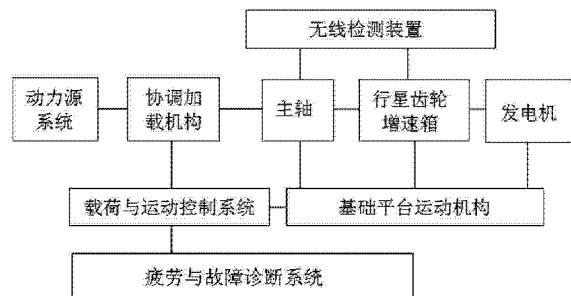 无线检测装置
动力源
系统
协调加
载机构
主轴
行星齿轮
增速箱
发电机
载荷与运动控制系统
基础平台运动机构
疲劳与故障诊断系统